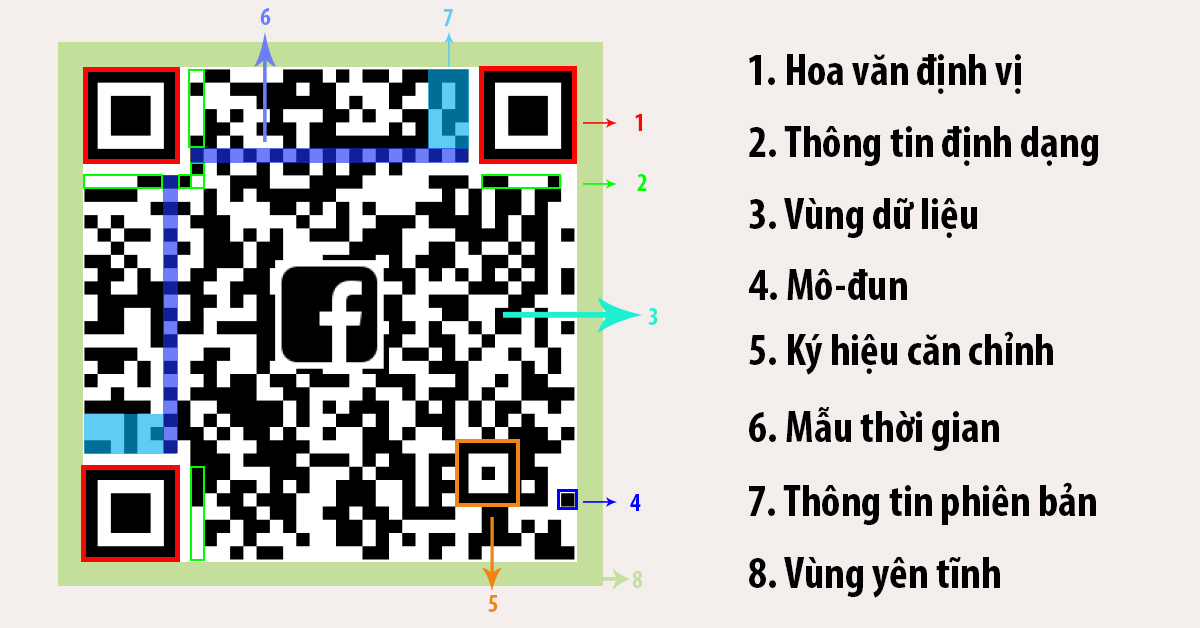 6
7
1
2
3
4
5
8
f
1. Hoa văn định vị
2. Thông tin định dạng
3. Vùng dữ liệu
4. Mô-đun
5. Ký hiệu căn chỉnh
6. Mẫu thời gian
7. Thông tin phiên bản
8. Vùng yên tĩnh